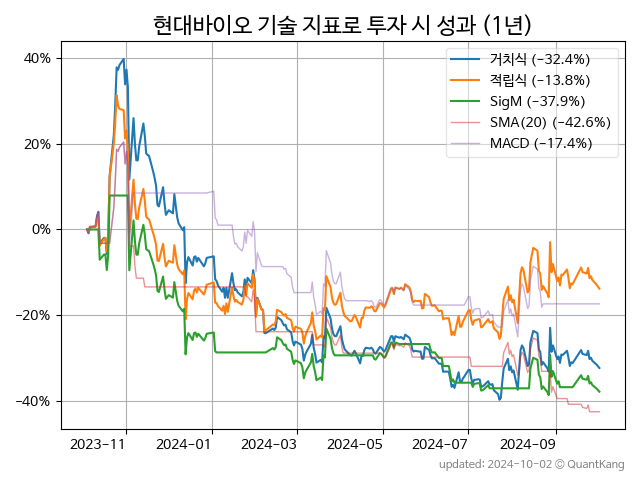 현대바이오 기술 지표로 투자 시 성과 (1년)
거치식 (−32.4%)
적립식 (−13.8%)
SigM (−37.9%)
SMA(20) (−42.6%)
MACD (−17.4%)
40%
20%
0%
−20%
−40%
2023−11 2024−01 2024−03 2024−05 2024−07 2024−09
updated: 2024-10-02 © QuantKang